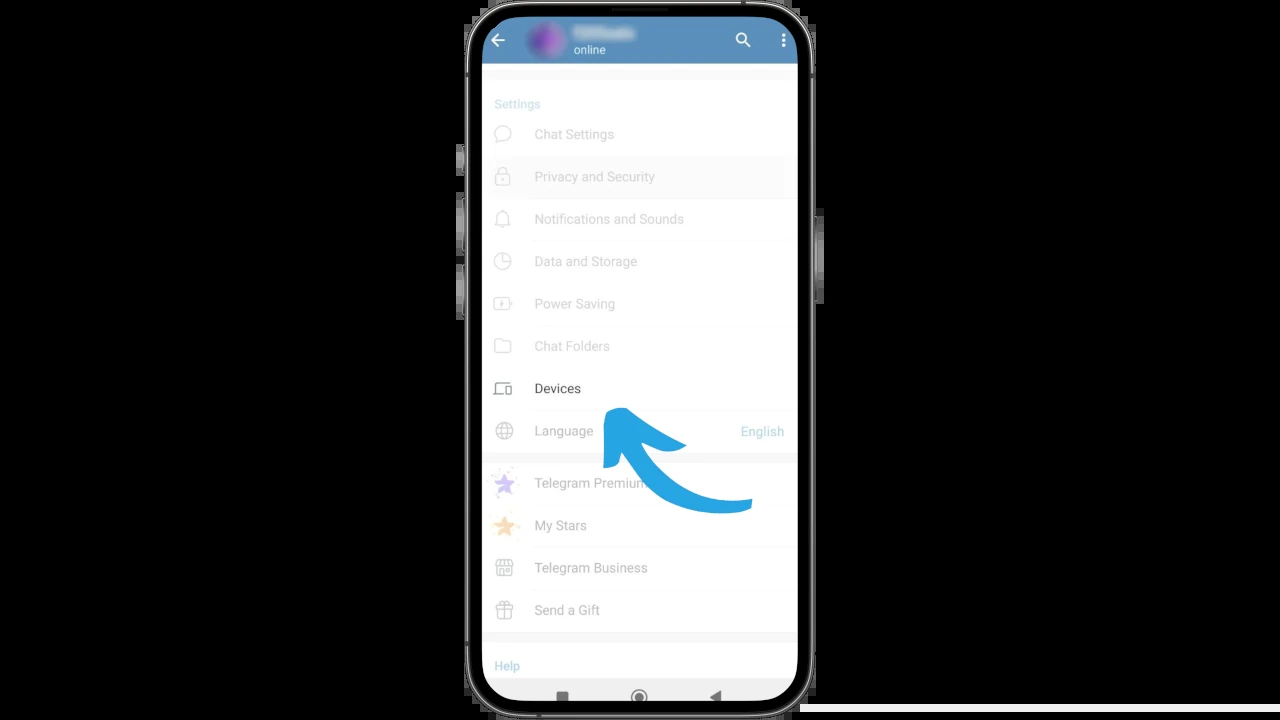 online
Settings
Chat Settings
Privacy and Security
Notifications and Sounds
Data and Storage
Power Saving
Chat Folders
Devices
Language English
Telegram Premium
My Stars
Telegram Business
Send a Gift
Help